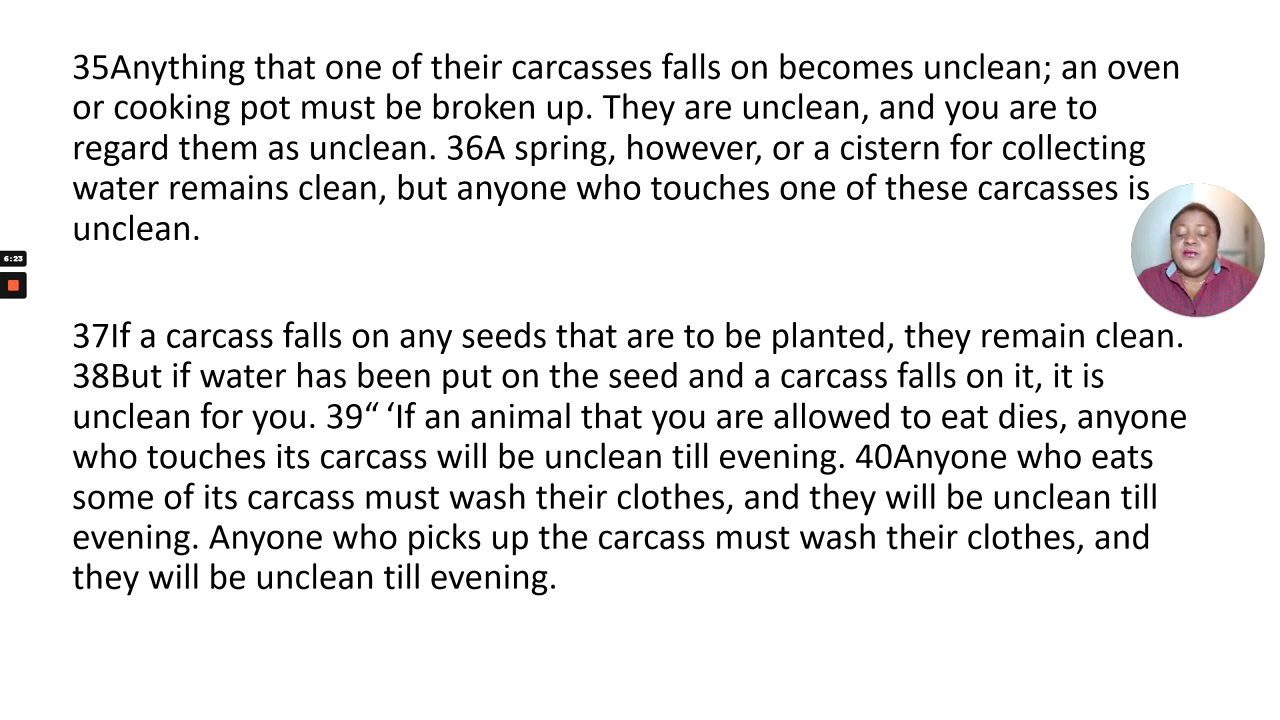 35Anything that one of their carcasses falls on becomes unclean; an oven
or cooking pot must be broken up. They are unclean, and you are to
regard them as unclean. 36A spring, however, or a cistern for collecting
water remains clean, but anyone who touches one of these carcasses is
unclean.
6:23
37If a carcass falls on any seeds that are to be planted, they remain clean.
38But if water has been put on the seed and a carcass falls on it, it is
unclean for you. 39“ ‘If an animal that you are allowed to eat dies, anyone
who touches its carcass will be unclean till evening. 40Anyone who eats
some of its carcass must wash their clothes, and they will be unclean till
evening. Anyone who picks up the carcass must wash their clothes, and
they will be unclean till evening.